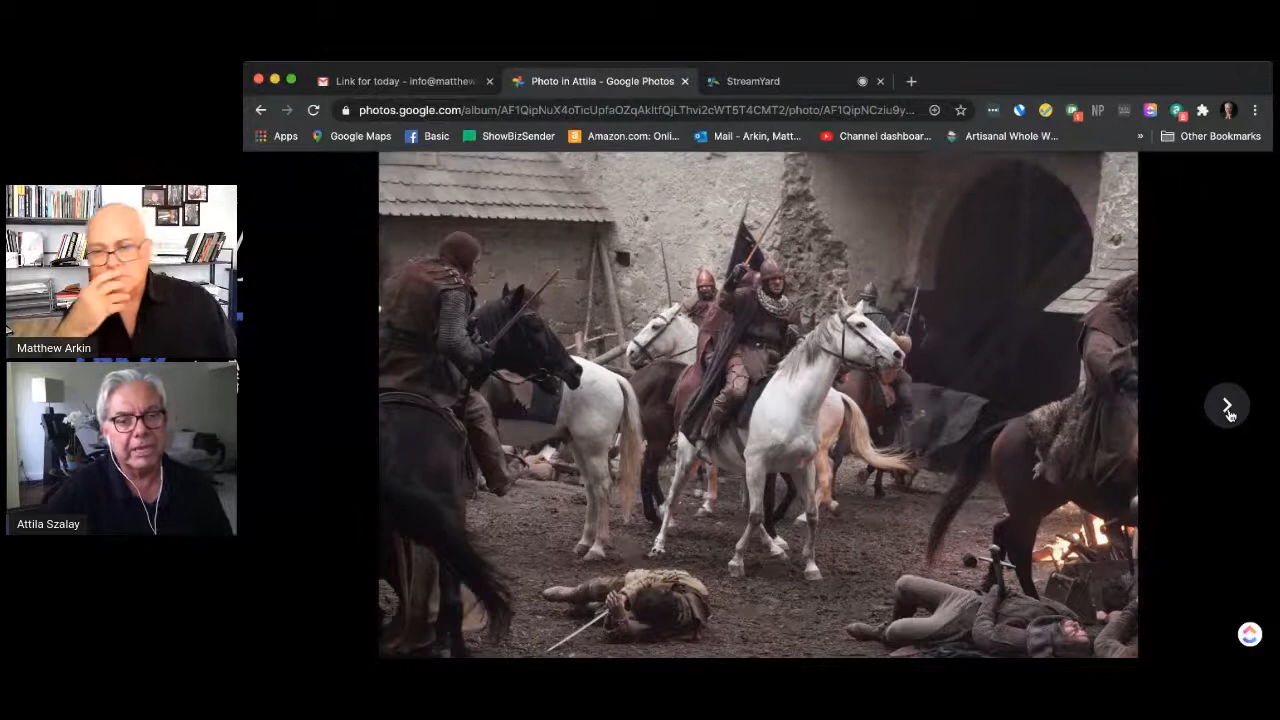 Link for today - info@matthew
Photo in Attila - Google Photos
StreamYard
photos.google.com/album/AF1QipNuX4oTicUpfaOZqAkItfQjLThvi2cWT5T4CMT2/photo/AF1QipNCziu9y...
NP
Apps
Google Maps
Basic
ShowBizSender
Amazon.com: Onli...
Mail - Arkin, Matt...
Channel dashboar...
Artisanal Whole W...
»
Other Bookmarks
Matthew Arkin
Attila Szalay